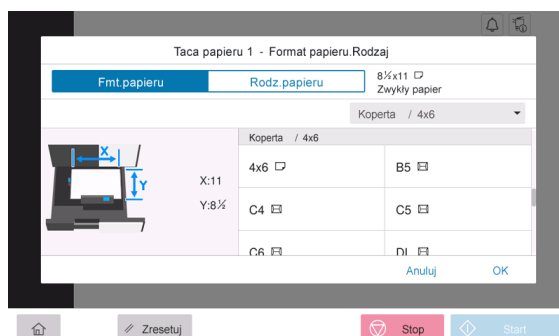 Taca papieru 1 - Format papieru.Rodzaj
Fmt.papieru
Rodz.papieru
8½x11
Zwykły papier
Koperta / 4x6
Koperta / 4x6
X
Y
X:11
Y:8½
4x6
B5
C4
C5
C6
DL
Anuluj
OK
Zresetuj
Stop
Start